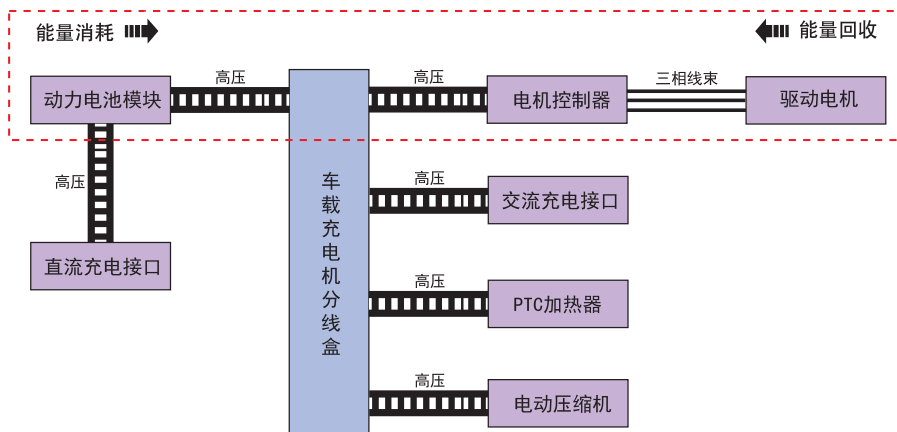 能量消耗
能量回收
高压
高压
三相线束
动力电池模块
电机控制器
驱动电机
高压
车载充电机分线盒
高压
交流充电接口
直流充电接口
高压
PTC加热器
高压
电动压缩机